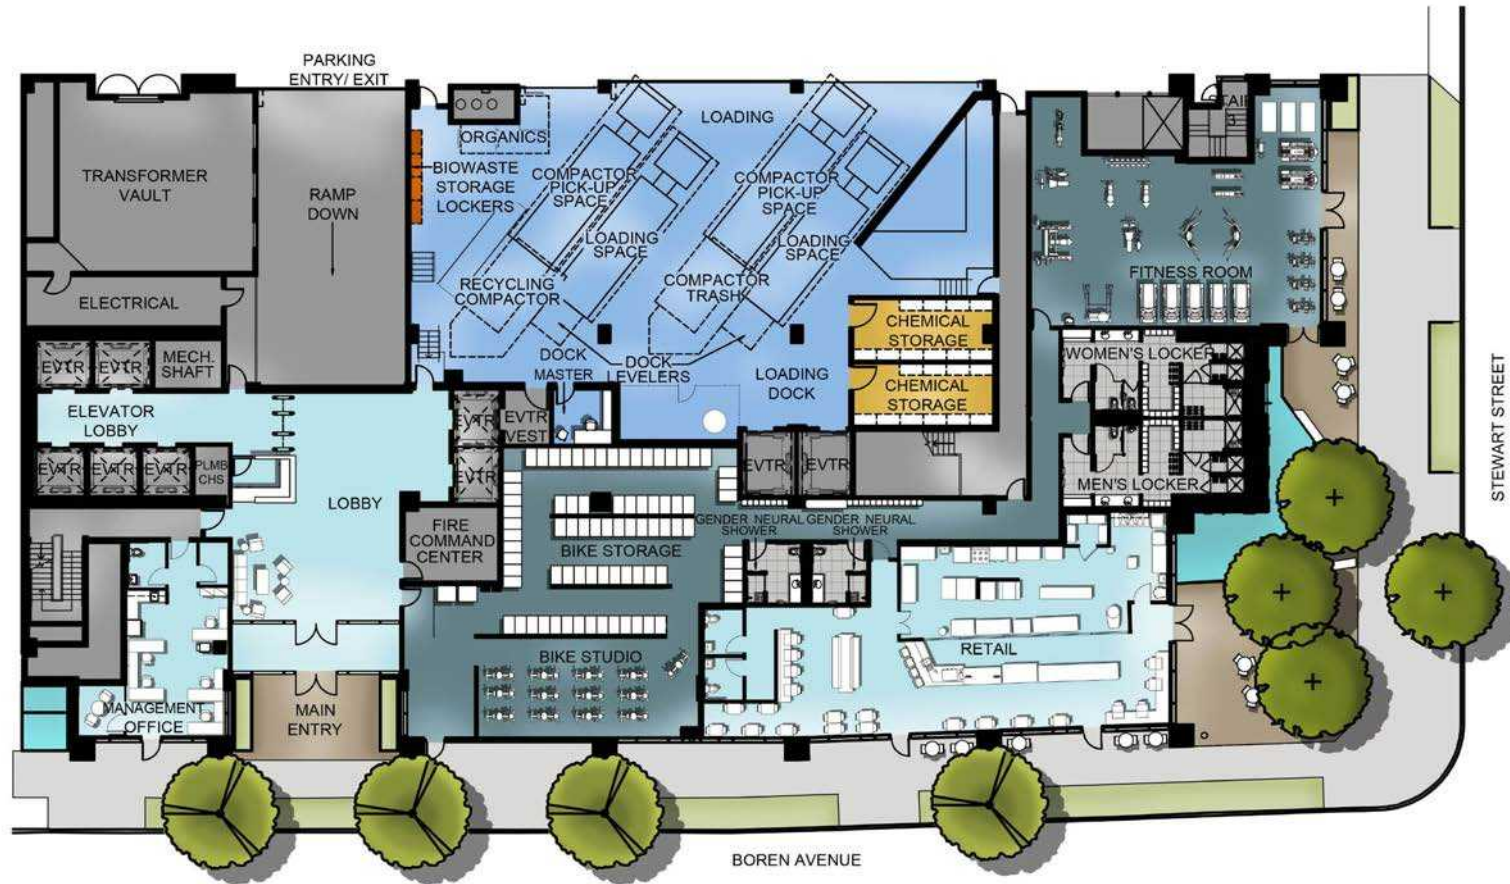 PARKING
ENTRY/ EXIT
TRANSFORMER
VAULT
RAMP
DOWN
ELECTRICAL
ORGANICS
BIOWASTE
STORAGE
LOCKERS
LOADING
COMPACTOR
PICK-UP
SPACE
LOADING
SPACE
COMPACTOR
PICK-UP
SPACE
LOADING
SPACE
RECYCLING
COMPACTOR
COMPACTOR
TRASH
DOCK
MASTER
DOCK
LEVELERS
LOADING
DOCK
CHEMICAL
STORAGE
CHEMICAL
STORAGE
STAIR
FITNESS ROOM
WOMEN'S LOCKER
MEN'S LOCKER
EVTR
EVTR
MECH.
SHAFT
ELEVATOR
LOBBY
EVTR
EVTR
EVTR
PLMB
CHS
EVTR
EVTR
VEST
EVTR
EVTR
EVTR
LOBBY
FIRE
COMMAND
CENTER
BIKE STORAGE
GENDER NEURAL
SHOWER
GENDER NEURAL
SHOWER
BIKE STUDIO
RETAIL
MANAGEMENT
OFFICE
MAIN
ENTRY
STEWART STREET
BOREN AVENUE